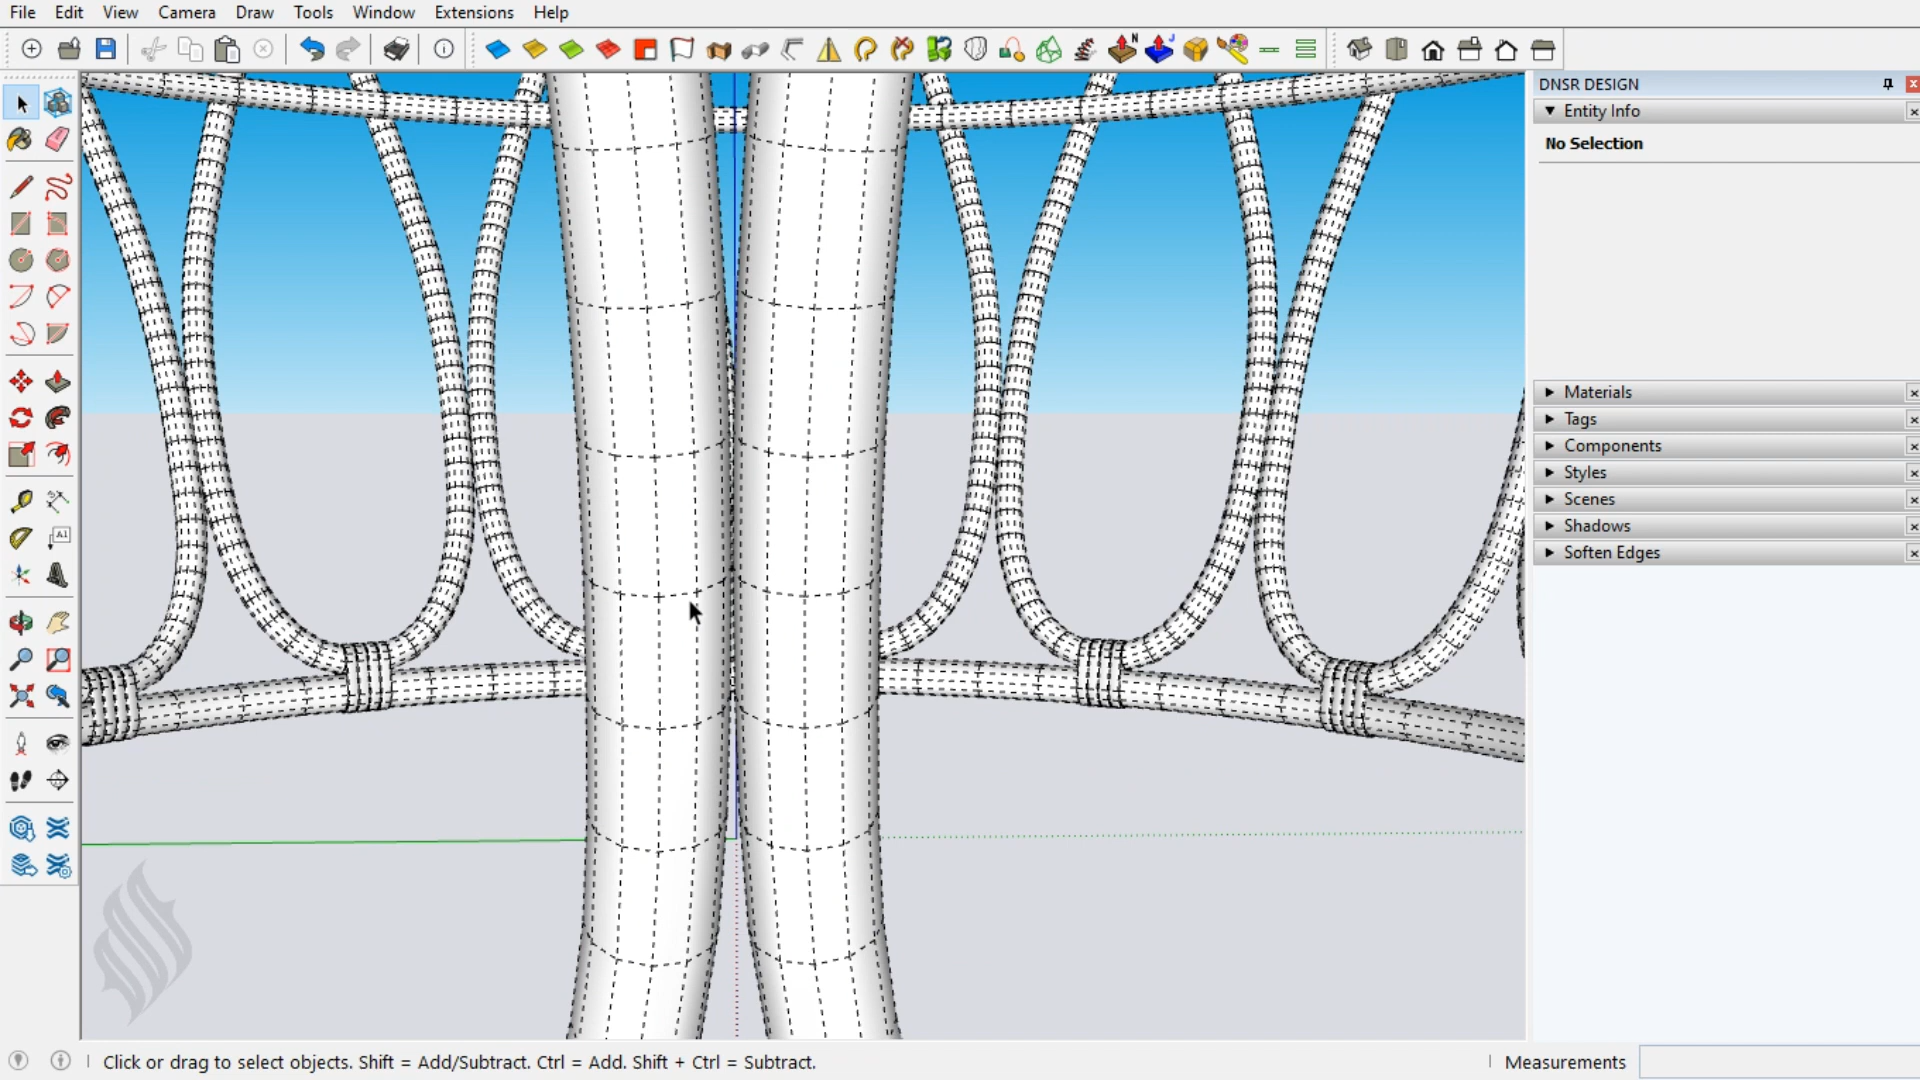 File Edit View Camera Draw Tools Window Extensions Help
N J
DNSR DESIGN
Entity Info
No Selection
Materials
Tags
Components
Styles
Scenes
Shadows
Soften Edges
A1
Click or drag to select objects. Shift = Add/Subtract. Ctrl = Add. Shift + Ctrl = Subtract.
Measurements